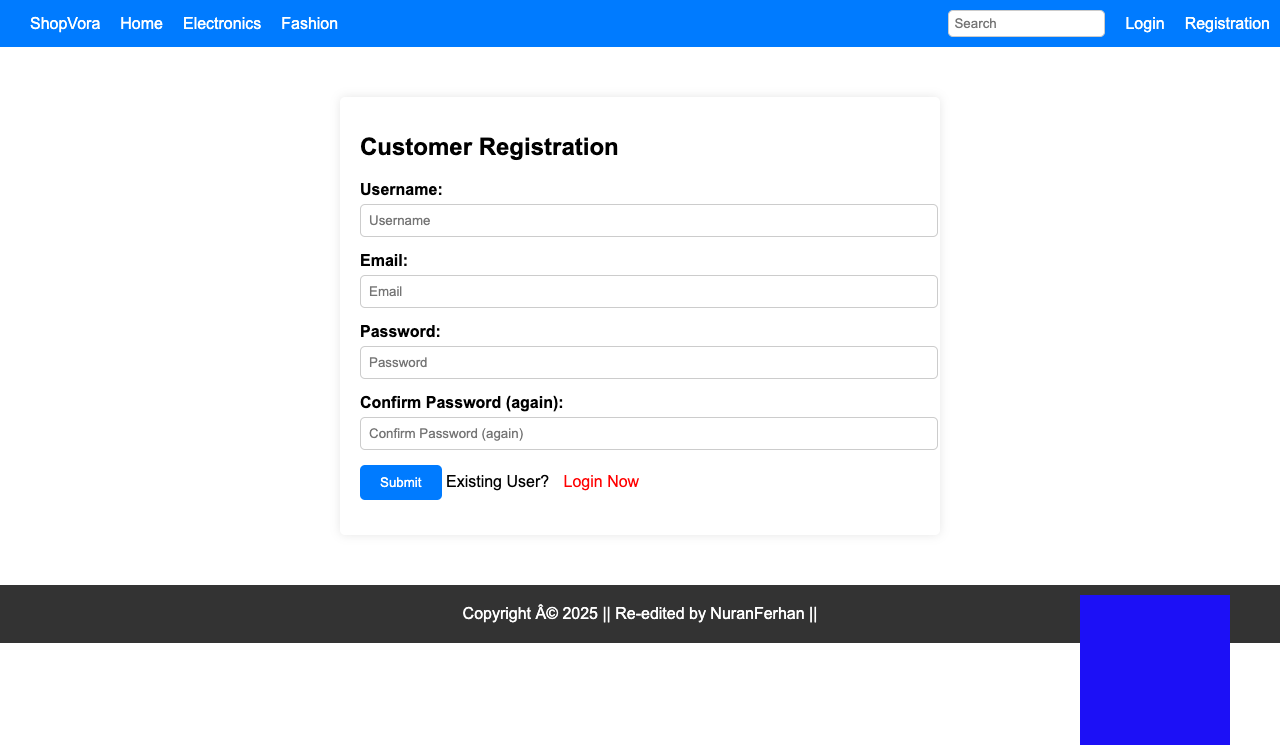 ShopVora Home Electronics Fashion Search Login Registration
Customer Registration
Username:
Username
Email:
Email
Password:
Password
Confirm Password (again):
Confirm Password (again)
Submit Existing User? Login Now
Copyright Â© 2025 || Re-edited by NuranFerhan ||